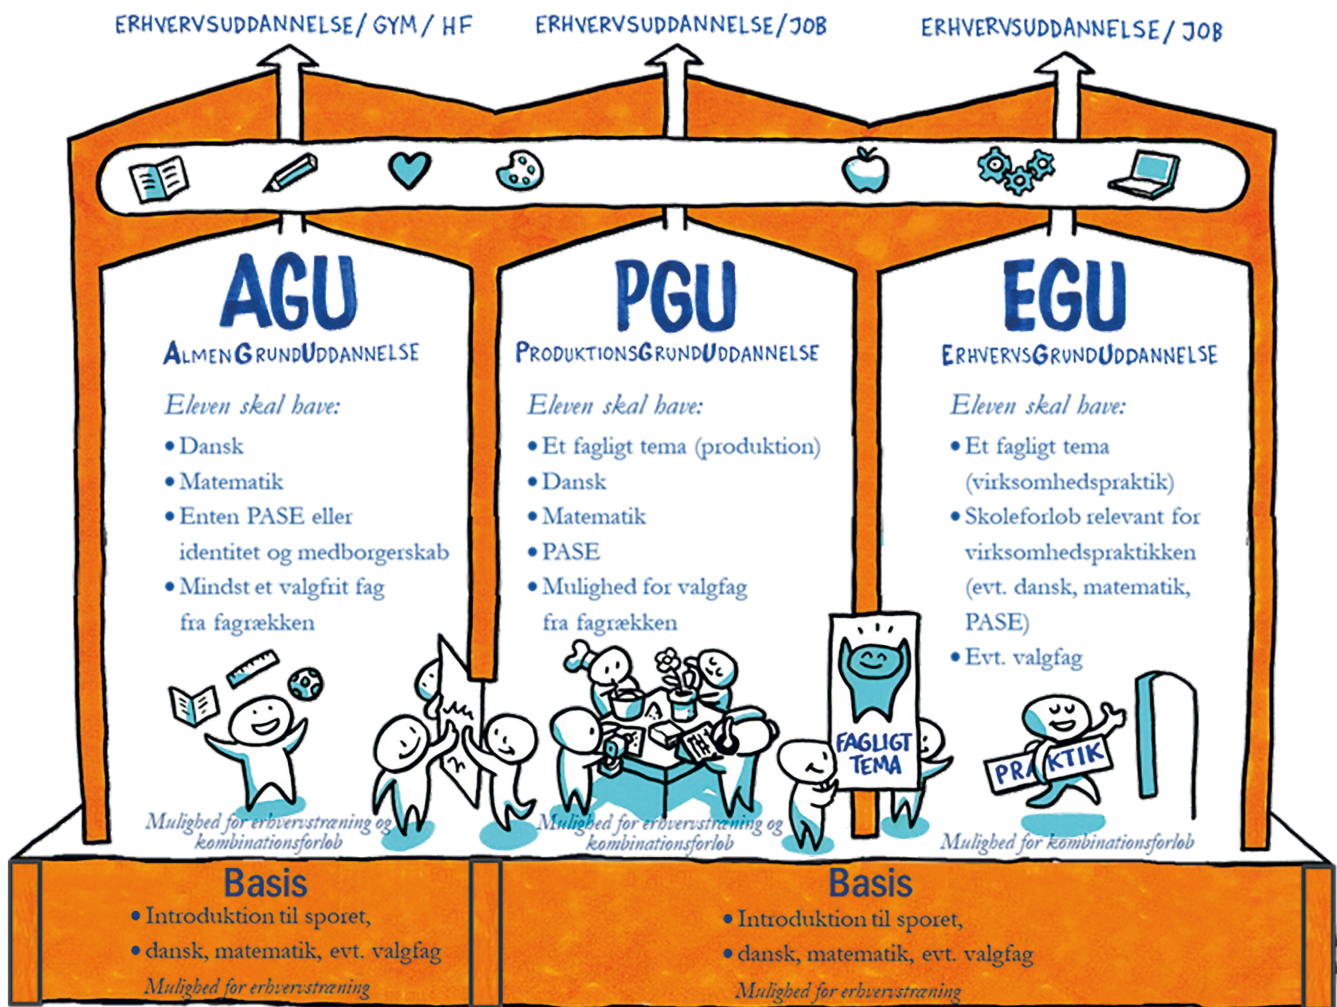 ERHVERVSUDDANNELSE/ GYM / HF
ERHVERVSUDDANNELSE/JOB
ERHVERVSUDDANNELSE/ JOB
AGU
ALMENGRUNDUDDANNELSE
Eleven skal have:
• Dansk
• Matematik
• Enten PASE eller
identitet og medborgerskab
• Mindst et valgfrit fag
fra fagrækken
Mulighed for erhvervstræning og
kombinationsforløb
PGU
PRODUKTIONSGRUNDUDDANNELSE
Eleven skal have:
• Et fagligt tema (produktion)
• Dansk
• Matematik
• PASE
• Mulighed for valgfag
fra fagrækken
Mulighed for erhvervstræning og
kombinationsforløb
FAGLIGT
TEMA
EGU
ERHVERVSGRUNDUDDANNELSE
Eleven skal have:
• Et fagligt tema
(virksomhedspraktik)
• Skoleforløb relevant for
virksomhedspraktikken
(evt. dansk, matematik,
PASE)
• Evt. valgfag
PRAKTIK
Mulighed for kombinationsforløb
Basis
• Introduktion til sporet,
• dansk, matematik, evt. valgfag
Mulighed for erhvervstræning
Basis
• Introduktion til sporet,
• dansk, matematik, evt. valgfag
Mulighed for erhvervstræning